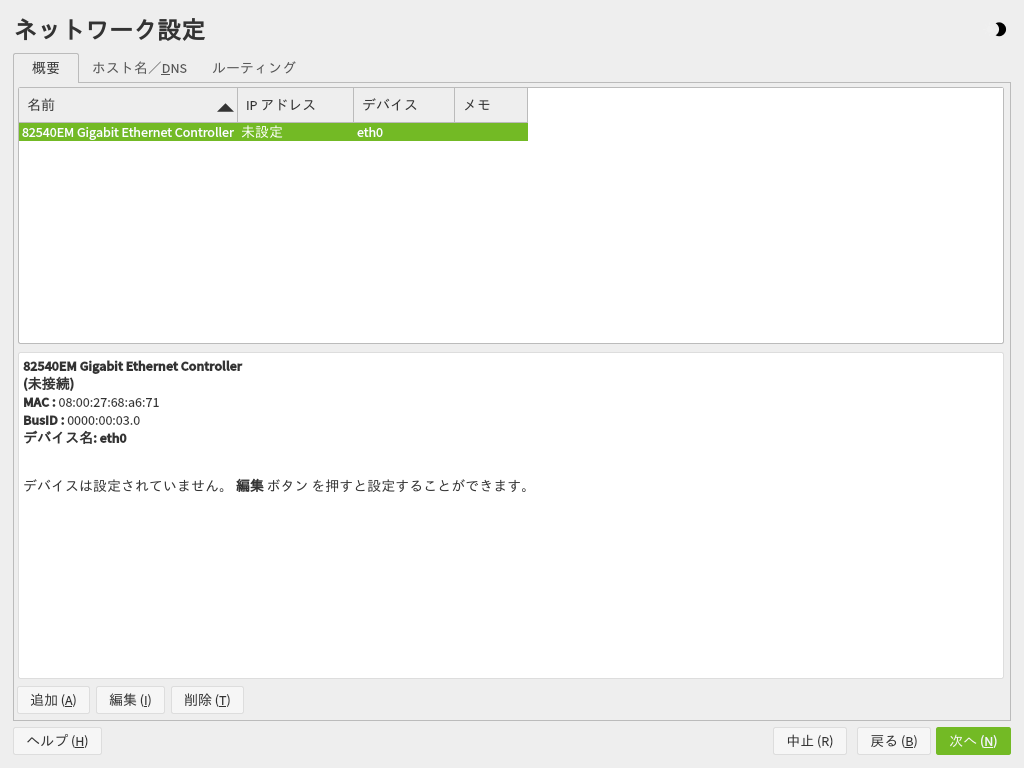 ネットワーク設定
概要 ホスト名／DNS ルーティング
名前 IP アドレス デバイス メモ
82540EM Gigabit Ethernet Controller 未設定 eth0
82540EM Gigabit Ethernet Controller
(未接続)
MAC : 08:00:27:68:a6:71
BusID : 0000:00:03.0
デバイス名: eth0
デバイスは設定されていません。 編集 ボタン を押すと設定することができます。
追加 (A) 編集 (I) 削除 (T)
ヘルプ (H) 中止 (R) 戻る (B) 次へ (N)